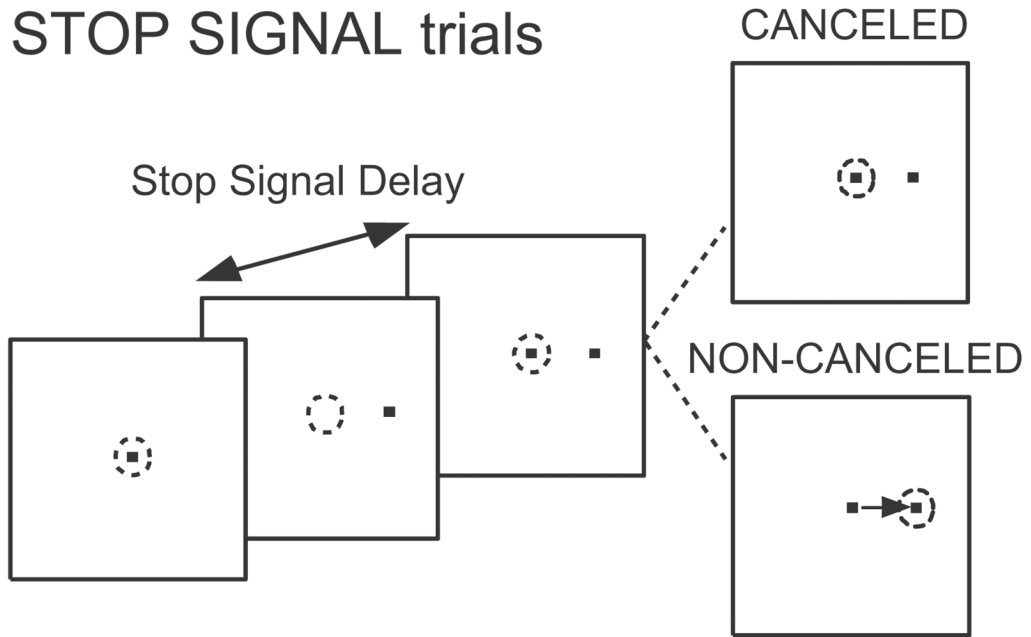 STOP SIGNAL trials
CANCELED
Stop Signal Delay
NON-CANCELED